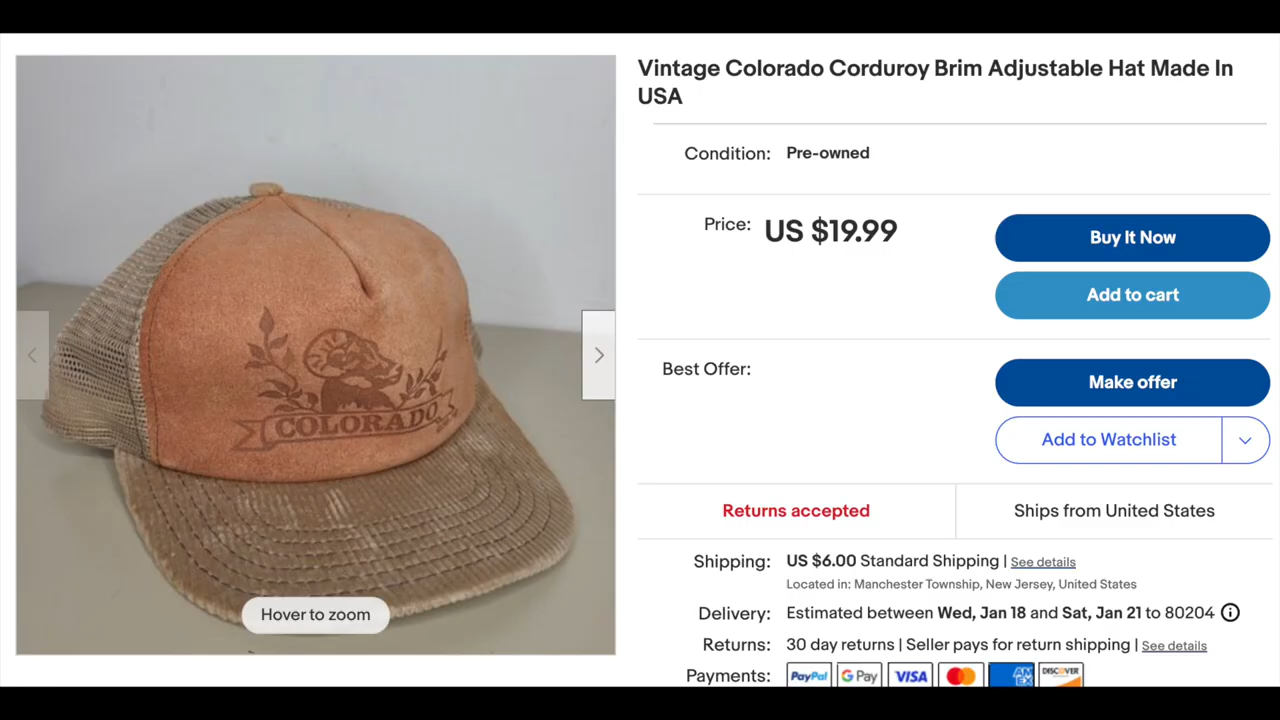 Vintage Colorado Corduroy Brim Adjustable Hat Made In
USA
Condition: Pre-owned
Price: US $19.99
Buy It Now
Add to cart
Best Offer:
Make offer
Add to Watchlist
Returns accepted
Ships from United States
Shipping: US $6.00 Standard Shipping | See details
Located in: Manchester Township, New Jersey, United States
Delivery: Estimated between Wed, Jan 18 and Sat, Jan 21 to 80204
Returns: 30 day returns | Seller pays for return shipping | See details
Payments: PayPal G Pay VISA AM EX DISCOVER
COLORADO
Hover to zoom